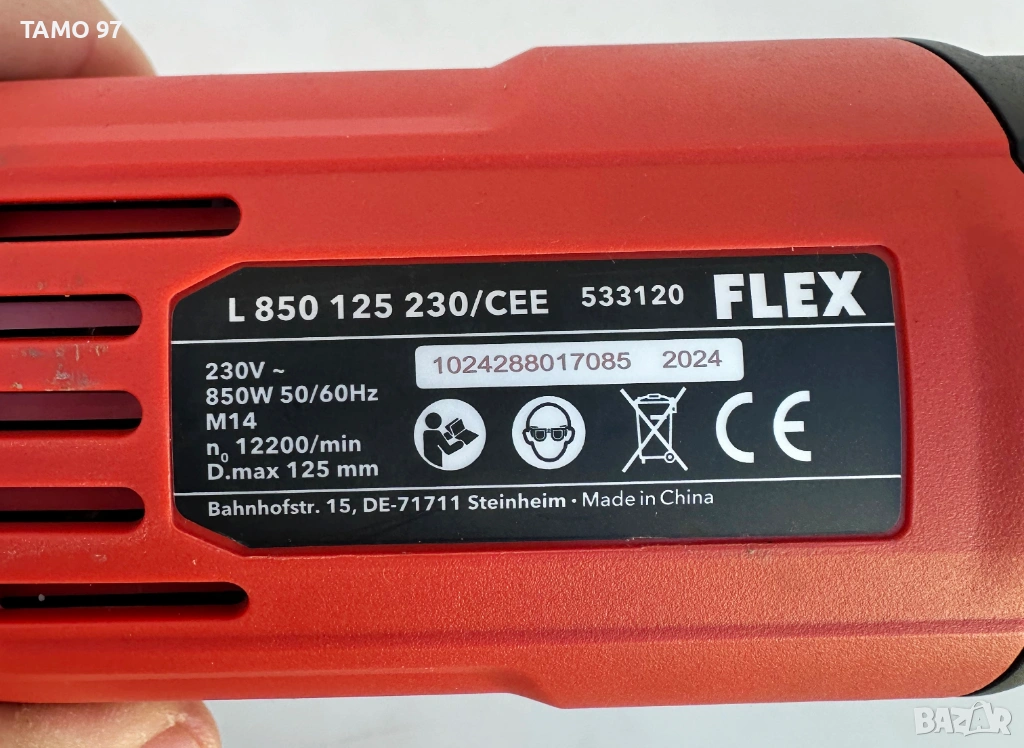 TAMO 97
L 850 125 230/CEE 533120 FLEX
230V ~
850W 50/60Hz
M14
n₀ 12200/min
D.max 125 mm
1024288017085 2024
CE
Bahnhofstr. 15, DE-71711 Steinheim · Made in China
BAZAR